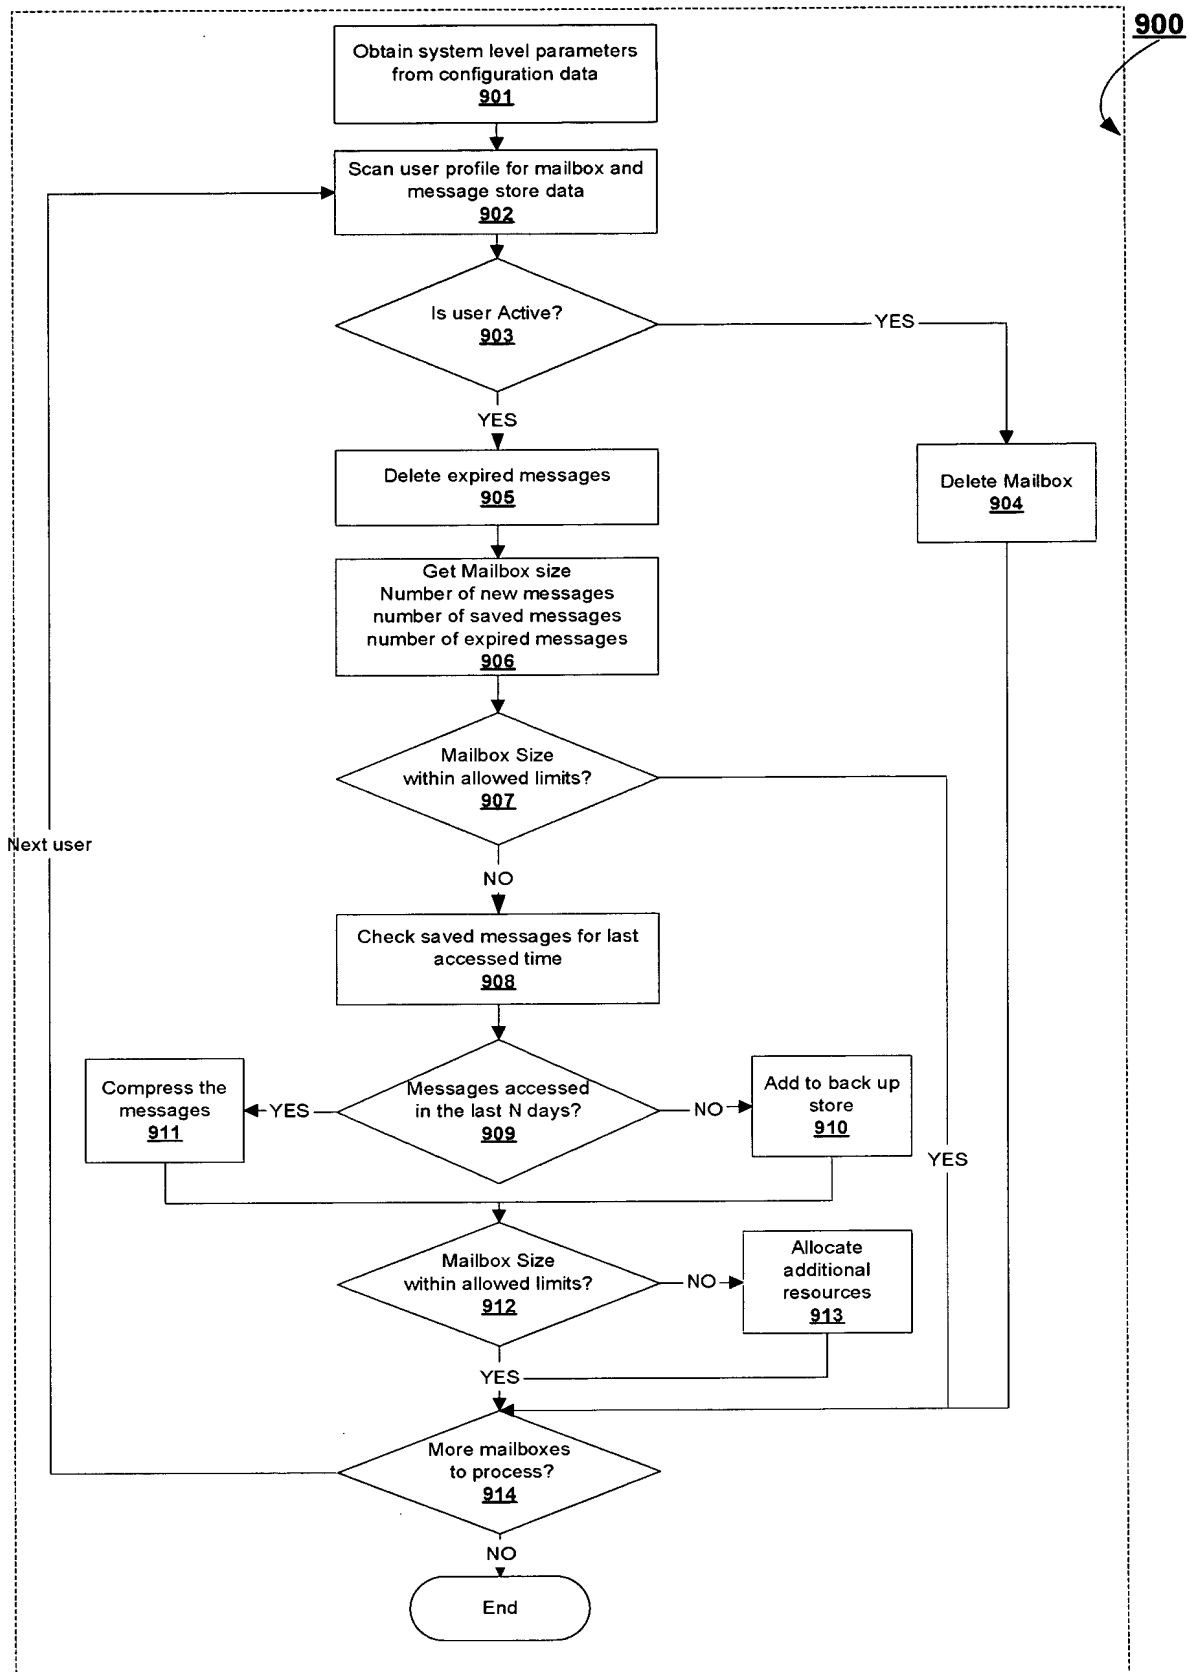 900
Obtain system level parameters
from configuration data
901
Scan user profile for mailbox and
message store data
902
Is user Active?
903
YES
YES
Delete expired messages
905
Delete Mailbox
904
Get Mailbox size
Number of new messages
number of saved messages
number of expired messages
906
Mailbox Size
within allowed limits?
907
Next user
NO
Check saved messages for last
accessed time
908
Compress the
messages
911
YES
Messages accessed
in the last N days?
909
NO
Add to back up
store
910
YES
Mailbox Size
within allowed limits?
912
NO
Allocate
additional
resources
913
YES
More mailboxes
to process?
914
NO
End